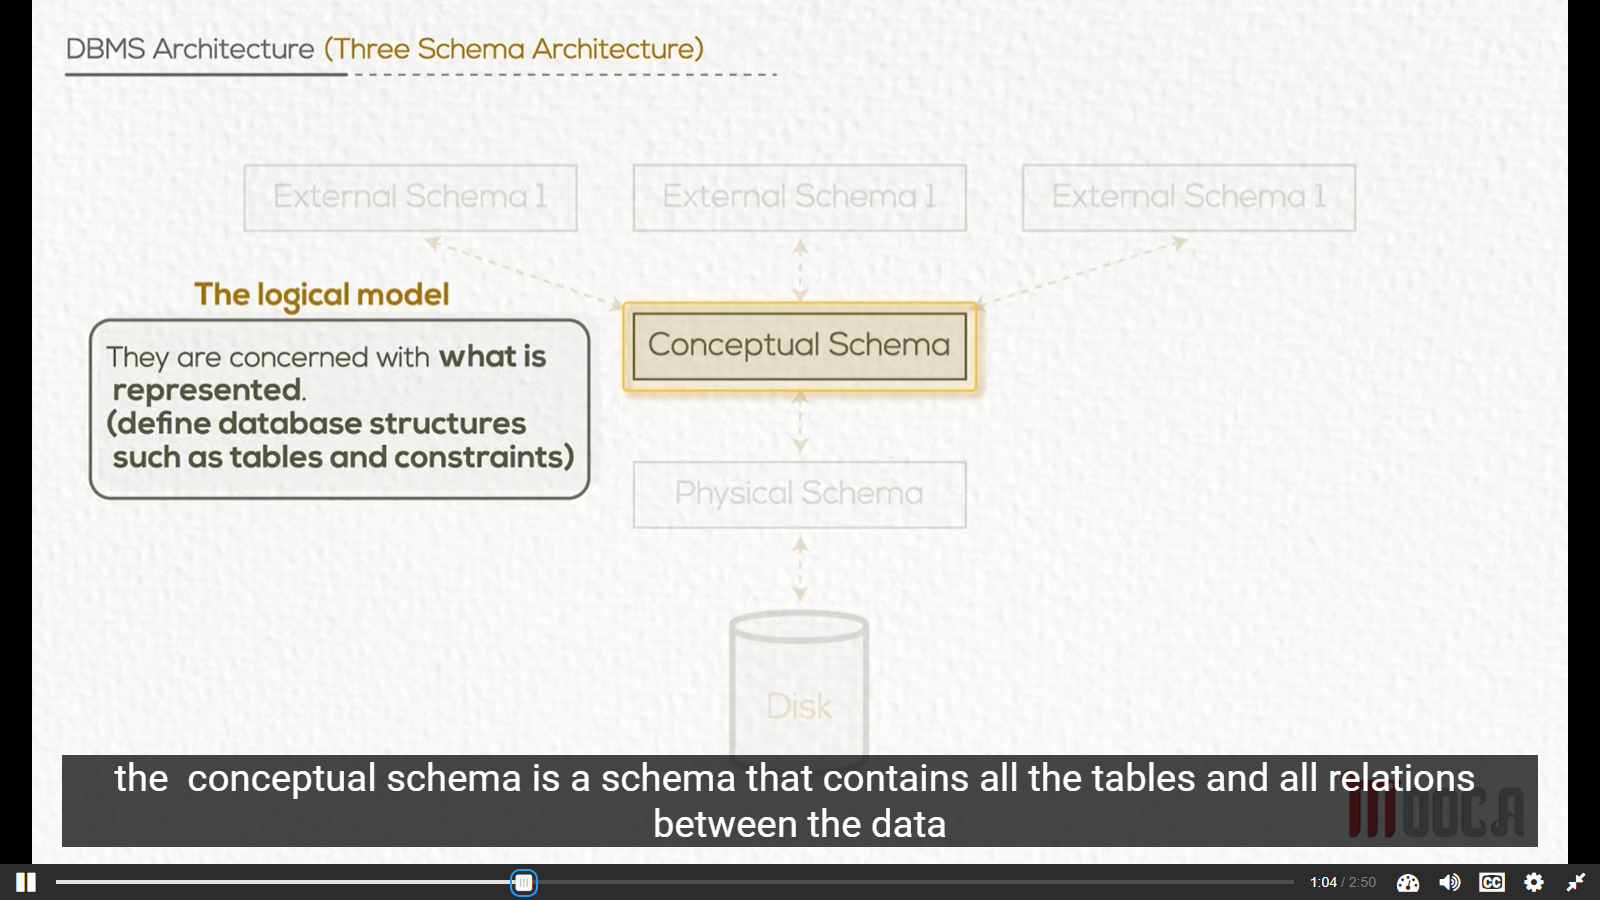 DBMS Architecture (Three Schema Architecture)
External Schema 1
External Schema 1
External Schema 1
The logical model
They are concerned with what is
represented.
(define database structures
such as tables and constraints)
Conceptual Schema
Physical Schema
Disk
the  conceptual schema is a schema that contains all the tables and all relations
between the data
MOOCA
1:04 / 2:50
CC